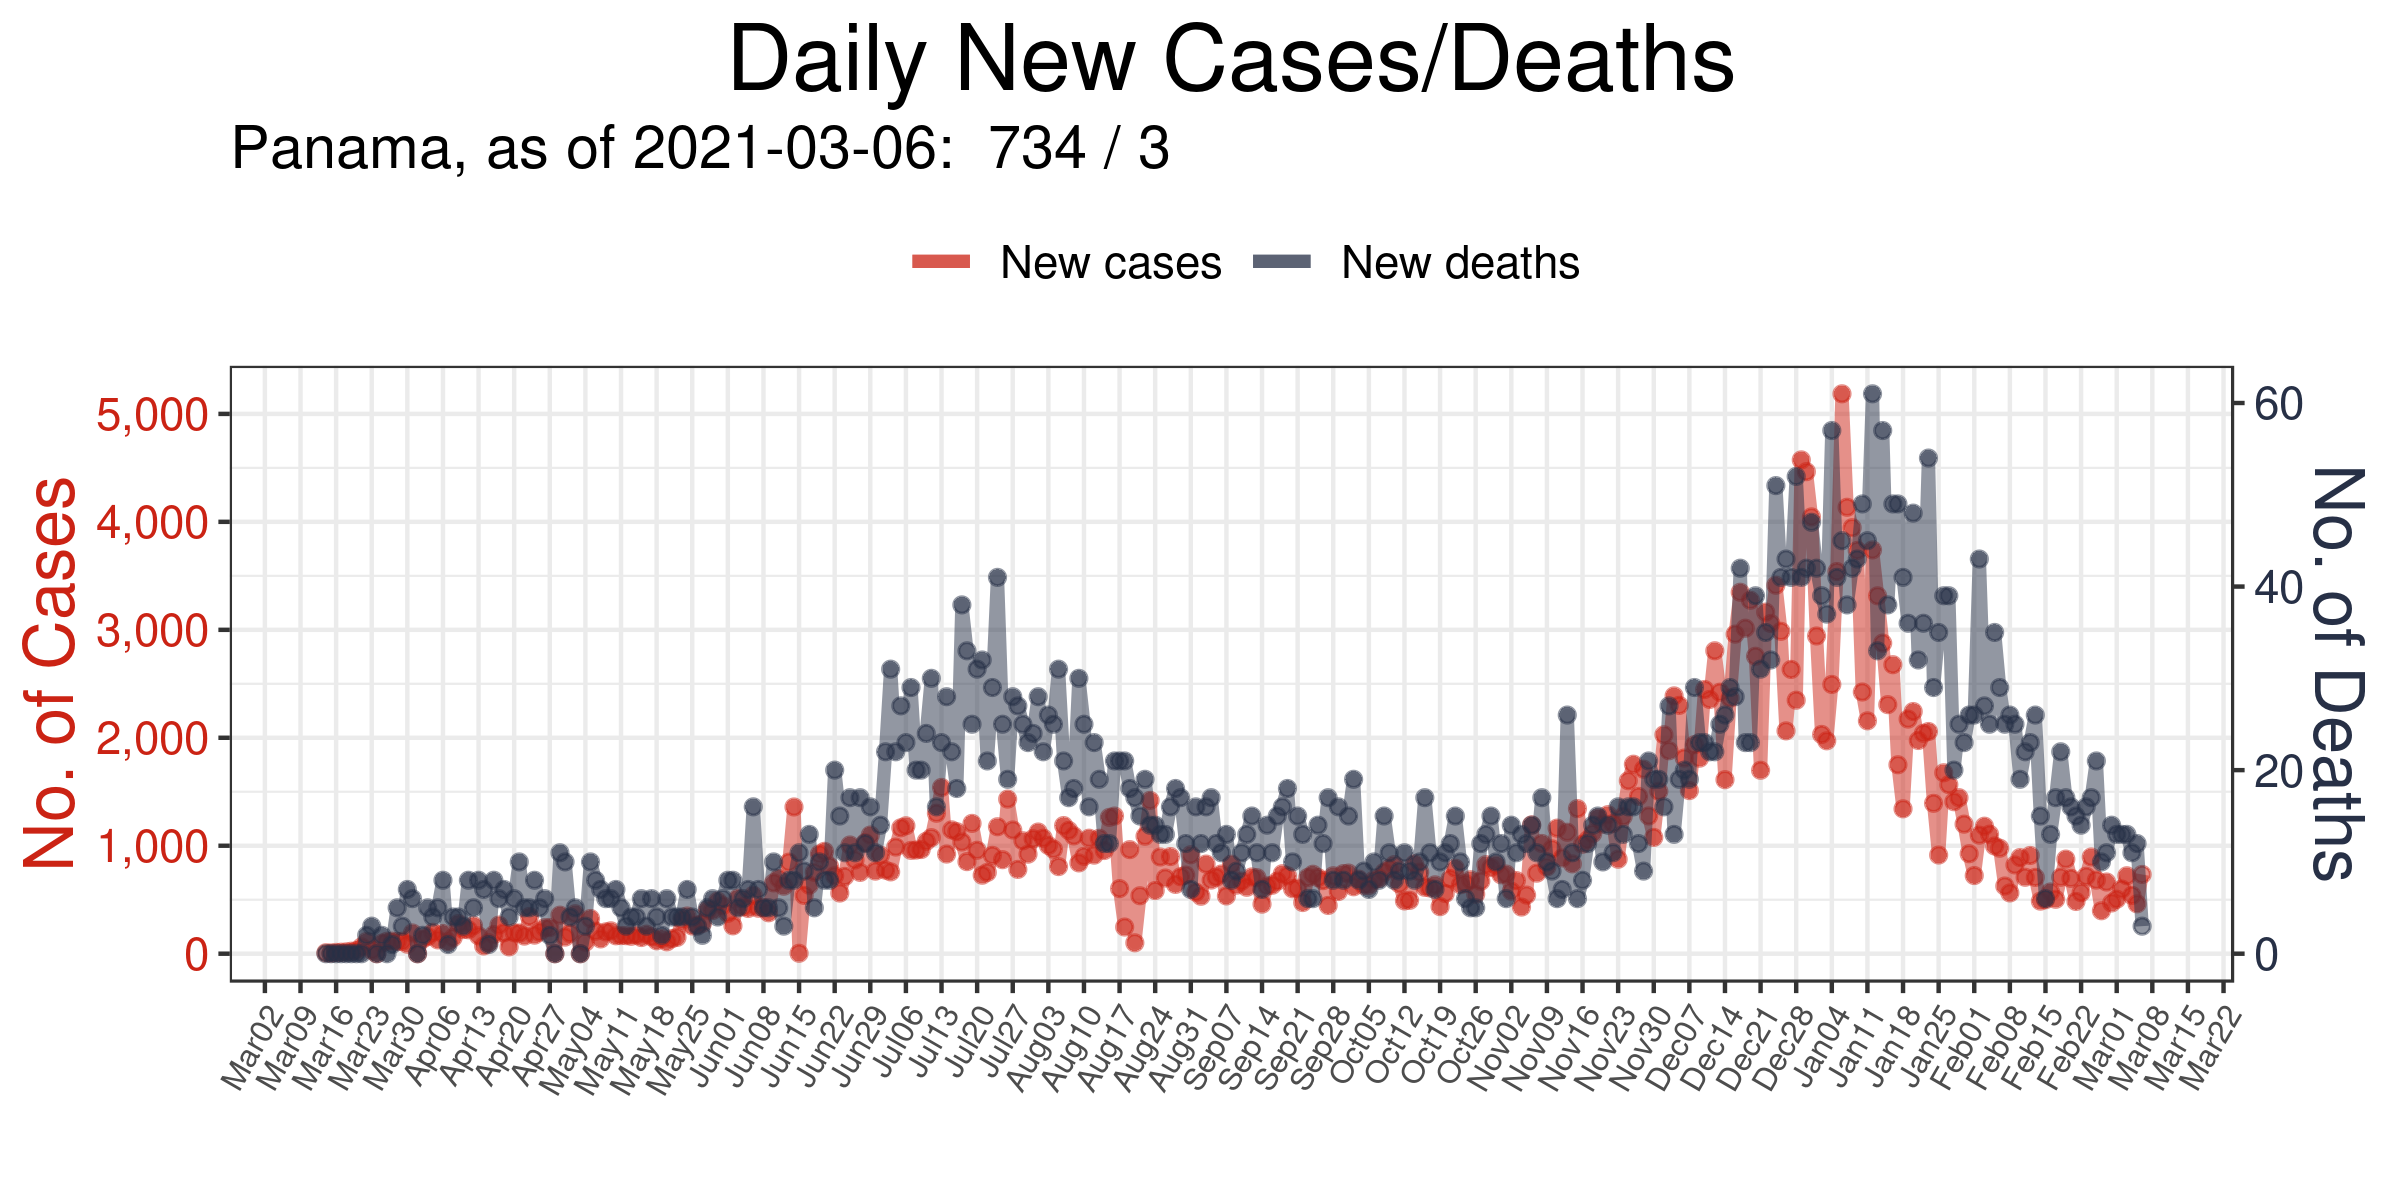 Daily New Cases/Deaths
Panama, as of 2021-03-06:  734 / 3
New cases
New deaths
No. of Cases
5,000
4,000
3,000
2,000
1,000
0
No. of Deaths
60
40
20
0
Mar02
Mar09
Mar16
Mar23
Mar30
Apr06
Apr13
Apr20
Apr27
May04
May11
May18
May25
Jun01
Jun08
Jun15
Jun22
Jun29
Jul06
Jul13
Jul20
Jul27
Aug03
Aug10
Aug17
Aug24
Aug31
Sep07
Sep14
Sep21
Sep28
Oct05
Oct12
Oct19
Oct26
Nov02
Nov09
Nov16
Nov23
Nov30
Dec07
Dec14
Dec21
Dec28
Dec04
Jan11
Jan18
Jan25
Feb01
Feb08
Feb15
Feb22
Mar01
Mar08
Mar15
Mar22